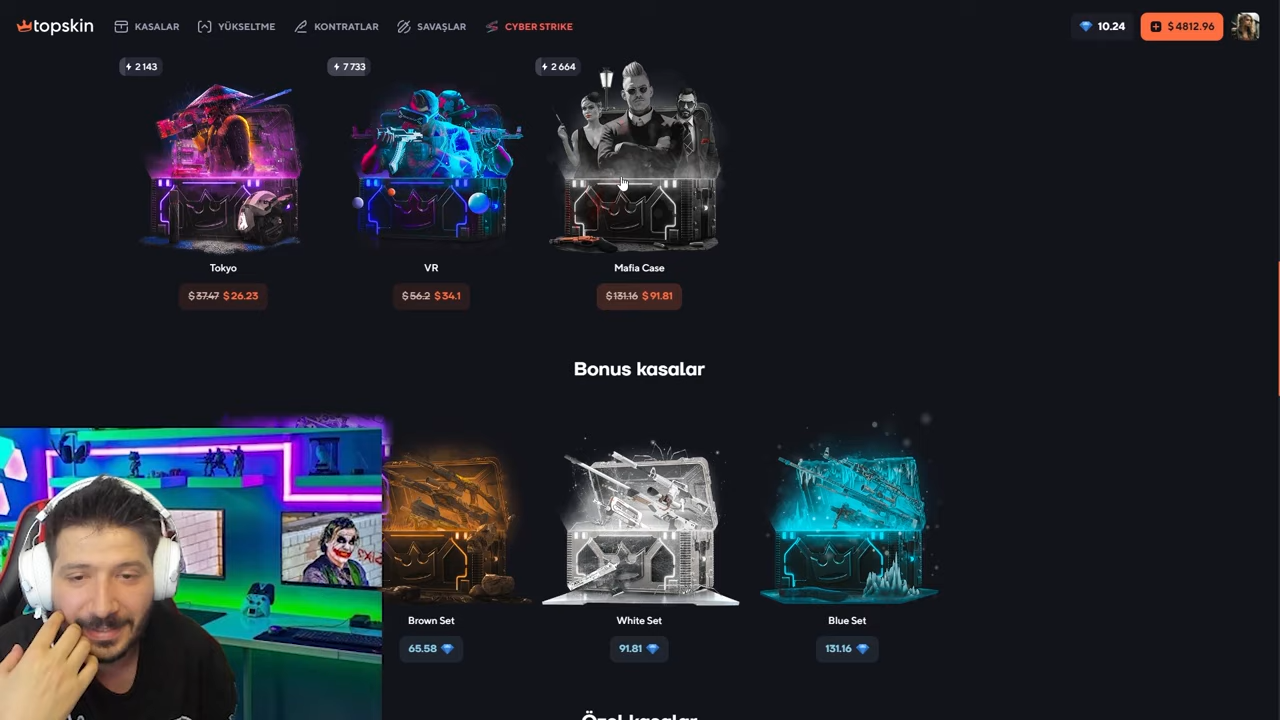 topskin KASALAR YÜKSELTME KONTRATLAR SAVAŞLAR CYBER STRIKE 10.24 $ 4812.96
2 143 7 733 2 664
Tokyo VR Mafia Case
$ 37.47 $ 26.23 $ 56.2 $ 34.1 $ 131.16 $ 91.81
Bonus kasalar
Brown Set White Set Blue Set
65.58 91.81 131.16
Özel kasalar